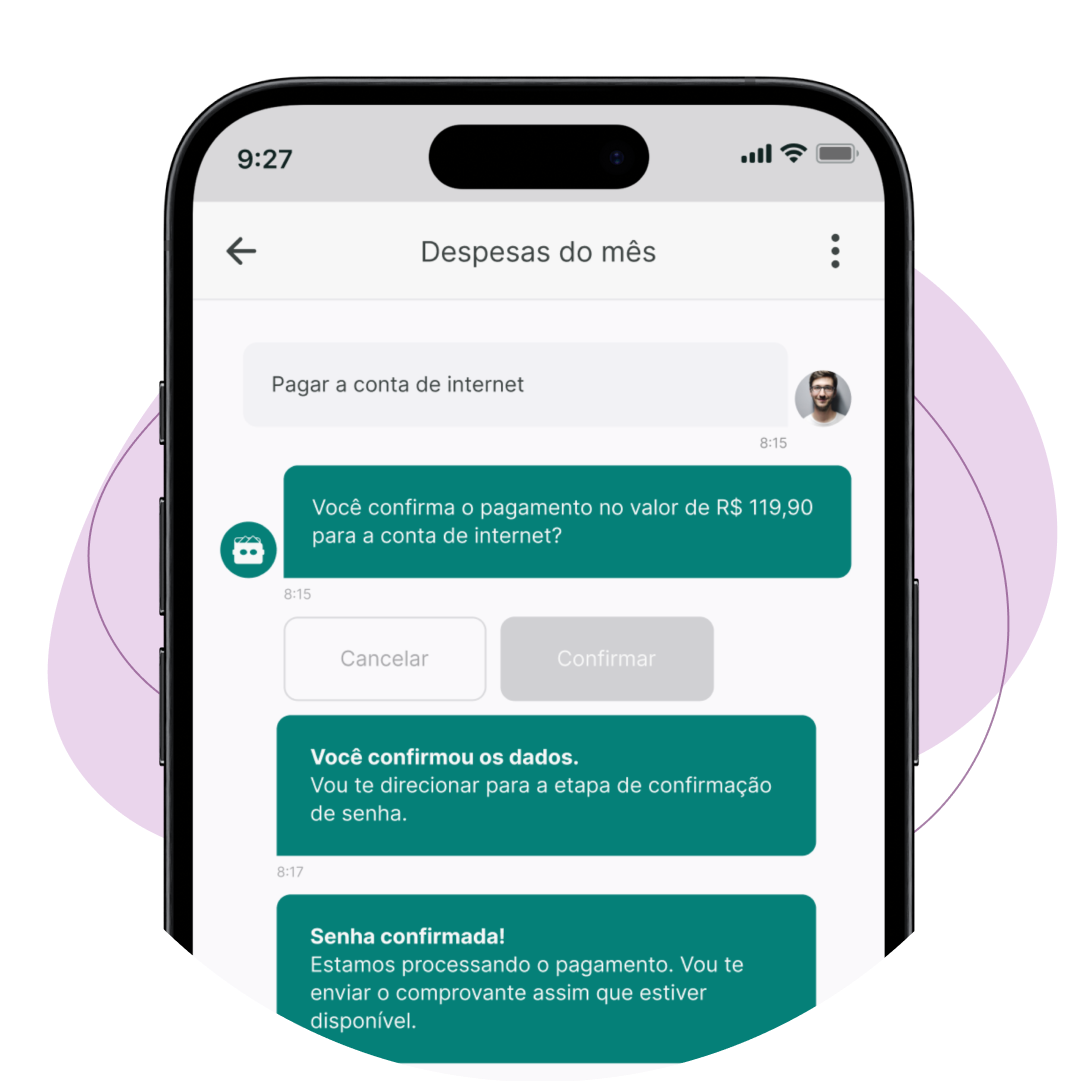 9:27
Despesas do mês
Pagar a conta de internet
8:15
Você confirma o pagamento no valor de R$ 119,90
para a conta de internet?
8:15
Cancelar
Confirmar
Você confirmou os dados.
Vou te direcionar para a etapa de confirmação
de senha.
8:17
Senha confirmada!
Estamos processando o pagamento. Vou te
enviar o comprovante assim que estiver
disponível.